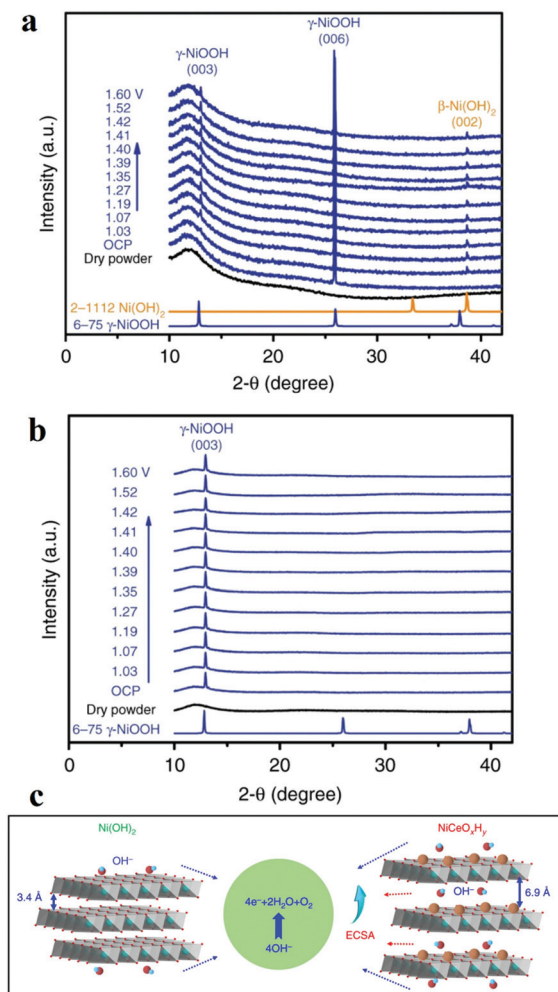 a
γ-NiOOH
(006)
γ-NiOOH
(003)
β-Ni(OH)₂
(002)
1.60 V
1.52
1.42
1.41
1.40
1.39
1.35
1.27
1.19
1.07
1.03
OCP
Dry powder
2–1112 Ni(OH)₂
6–75 γ-NiOOH
Intensity (a.u.)
0 10 20 30 40
2-θ (degree)
b
γ-NiOOH
(003)
1.60 V
1.52
1.42
1.41
1.40
1.39
1.35
1.27
1.19
1.07
1.03
OCP
Dry powder
6–75 γ-NiOOH
Intensity (a.u.)
0 10 20 30 40
2-θ (degree)
c
Ni(OH)₂
NiCeOₓHᵧ
OH⁻
3.4 Å
4e⁻+2H₂O+O₂
4OH⁻
ECSA
OH⁻
6.9 Å